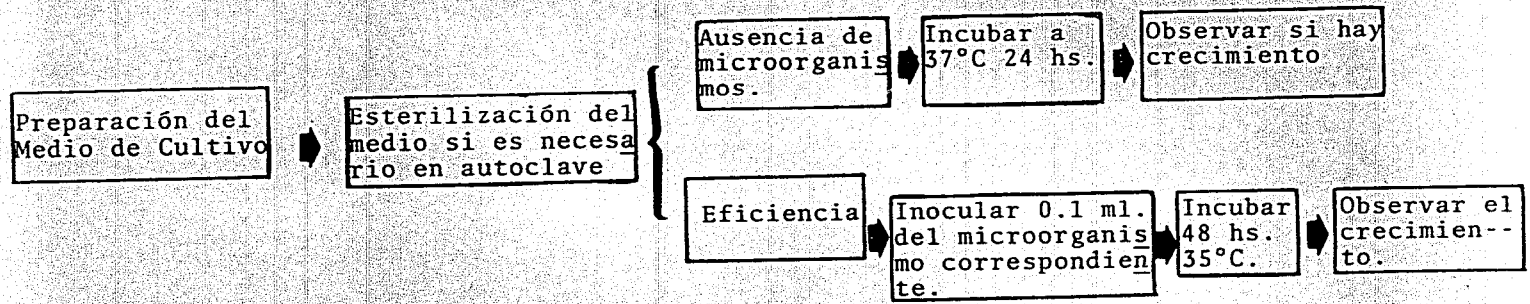 Preparación del
Medio de Cultivo
Esterilización del
medio si es necesa
rio en autoclave
Ausencia de
microorganis
mos.
Incubar a
37°C 24 hs.
Observar si hay
crecimiento
Eficiencia
Inocular 0.1 ml.
del microorganis
mo correspondien
te.
Incubar
48 hs.
35°C.
Observar el
crecimien--
to.